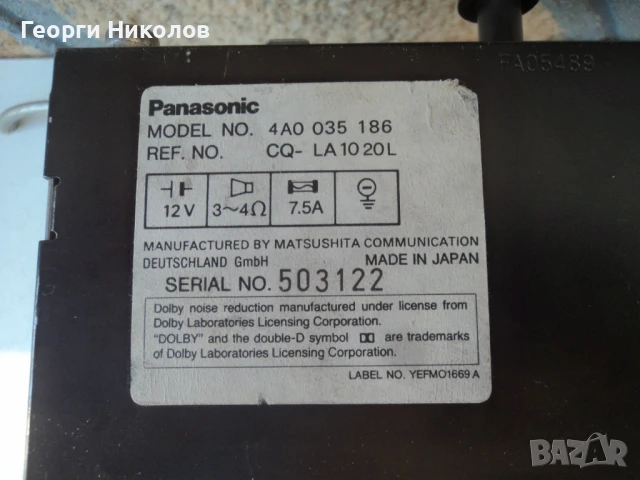 Георги Николов
FA05488
Panasonic
MODEL NO. 4A0 035 186
REF. NO. CQ- LA1020L
12V 3~4Ω 7.5A
MANUFACTURED BY MATSUSHITA COMMUNICATION
DEUTSCHLAND GmbH MADE IN JAPAN
SERIAL NO. 503122
Dolby noise reduction manufactured under license from
Dolby Laboratories Licensing Corporation.
"DOLBY" and the double-D symbol are trademarks
of Dolby Laboratories Licensing Corporation.
LABEL NO. YEFM01669A
BAZAR